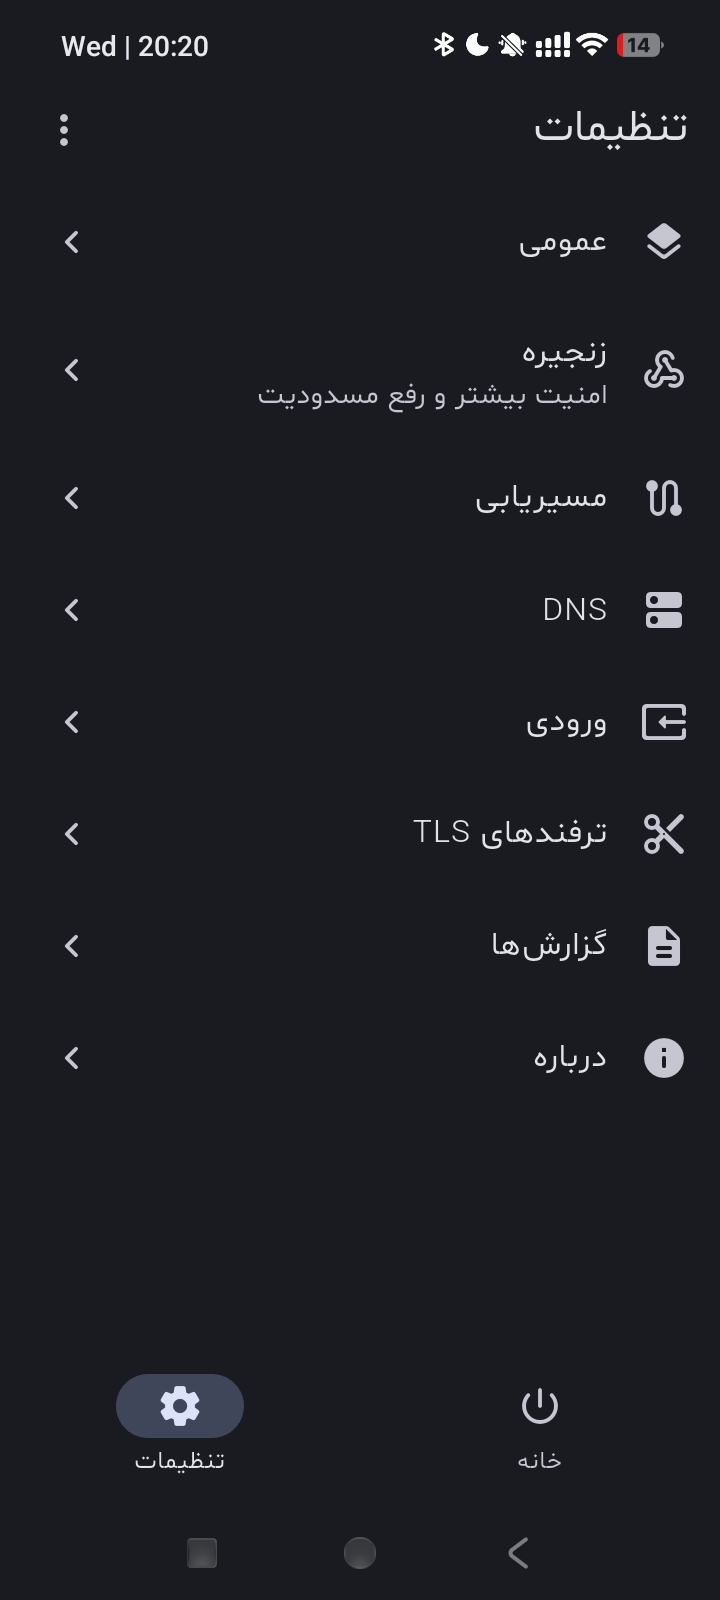 Wed | 20:20
14
تنظیمات
عمومی
زنجیره
امنیت بیشتر و رفع مسدودیت
مسیریابی
DNS
ورودی
ترفندهای TLS
گزارش‌ها
درباره
خانه
تنظیمات